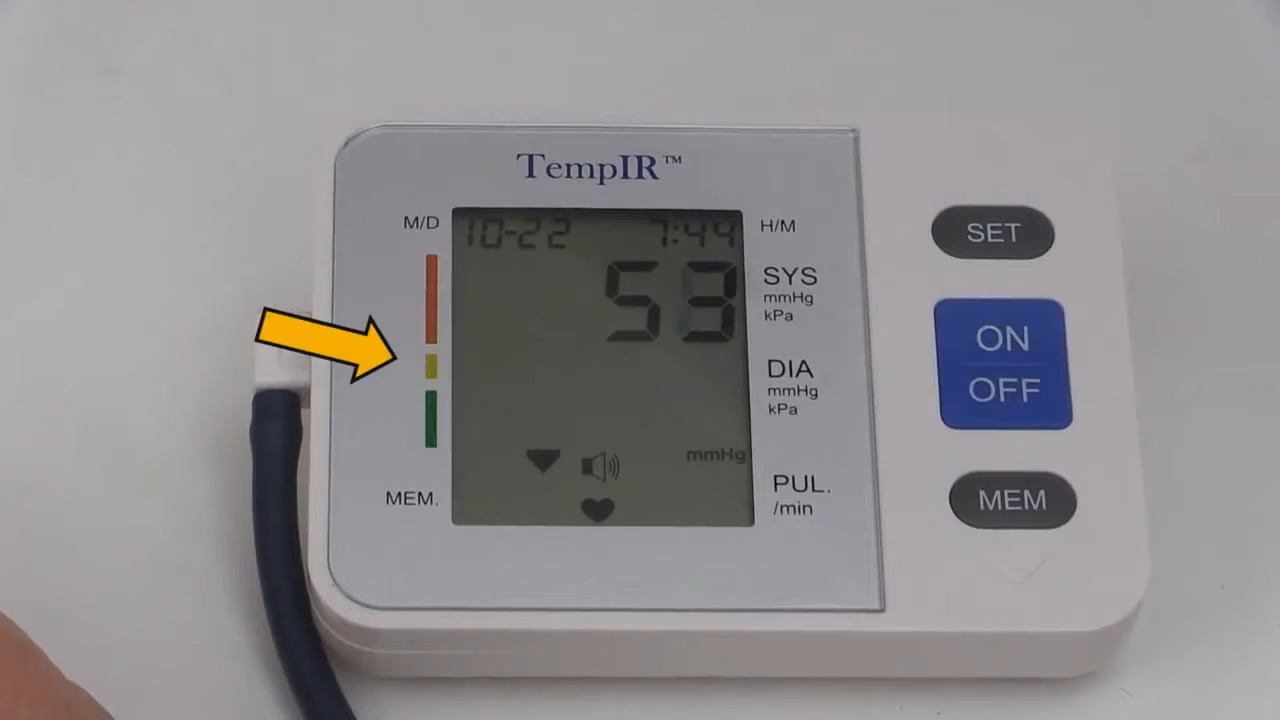 TempIR™
M/D 10-22 7:44 H/M
53 SYS
mmHg
kPa
DIA
mmHg
kPa
mmHg
MEM. PUL.
/min
SET
ON
OFF
MEM